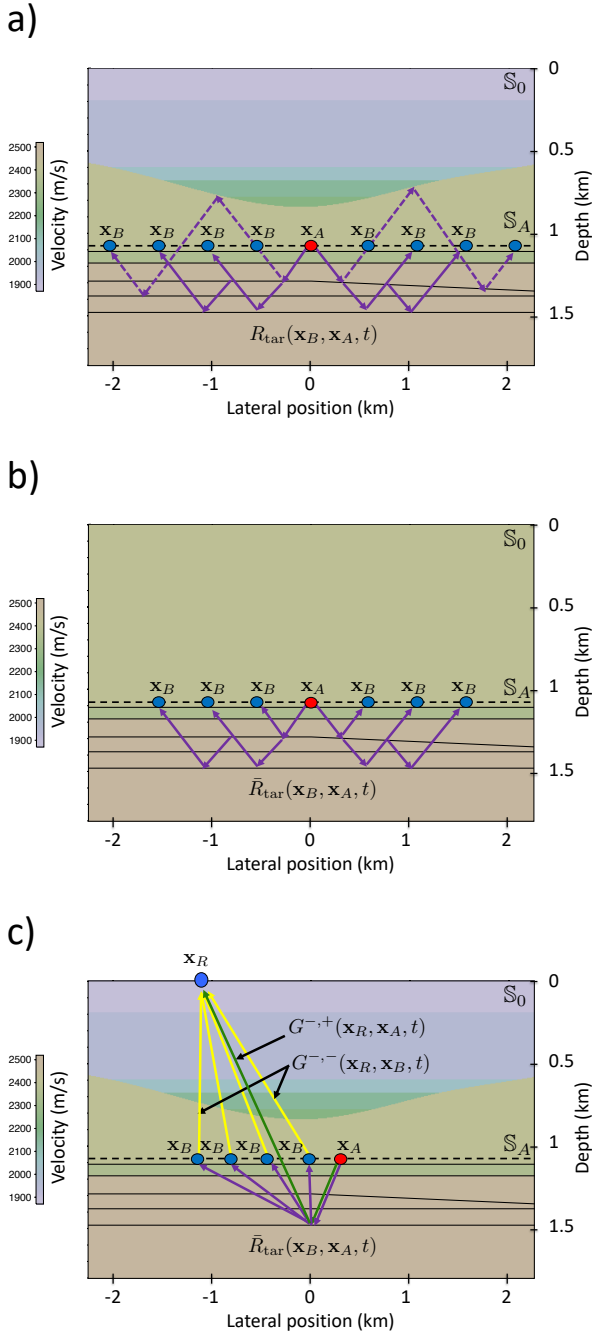 a)
0
𝕊₀
2500
2400
2300
2200
2100
2000
1900
Velocity (m/s)
0.5
𝕊_A
x_B x_B x_B x_B x_A x_B x_B x_B
1
1.5
Depth (km)
R_tar(x_B, x_A, t)
-2 -1 0 1 2
Lateral position (km)
b)
0
𝕊₀
2500
2400
2300
2200
2100
2000
1900
Velocity (m/s)
0.5
𝕊_A
x_B x_B x_B x_A x_B x_B x_B
1
1.5
Depth (km)
R̄_tar(x_B, x_A, t)
-2 -1 0 1 2
Lateral position (km)
c)
x_R
0
𝕊₀
G^{-,+}(x_R, x_A, t)
G^{-,-}(x_R, x_B, t)
2500
2400
2300
2200
2100
2000
1900
Velocity (m/s)
0.5
𝕊_A
x_B x_B x_B x_B x_A
1
1.5
Depth (km)
R̄_tar(x_B, x_A, t)
-2 -1 0 1 2
Lateral position (km)